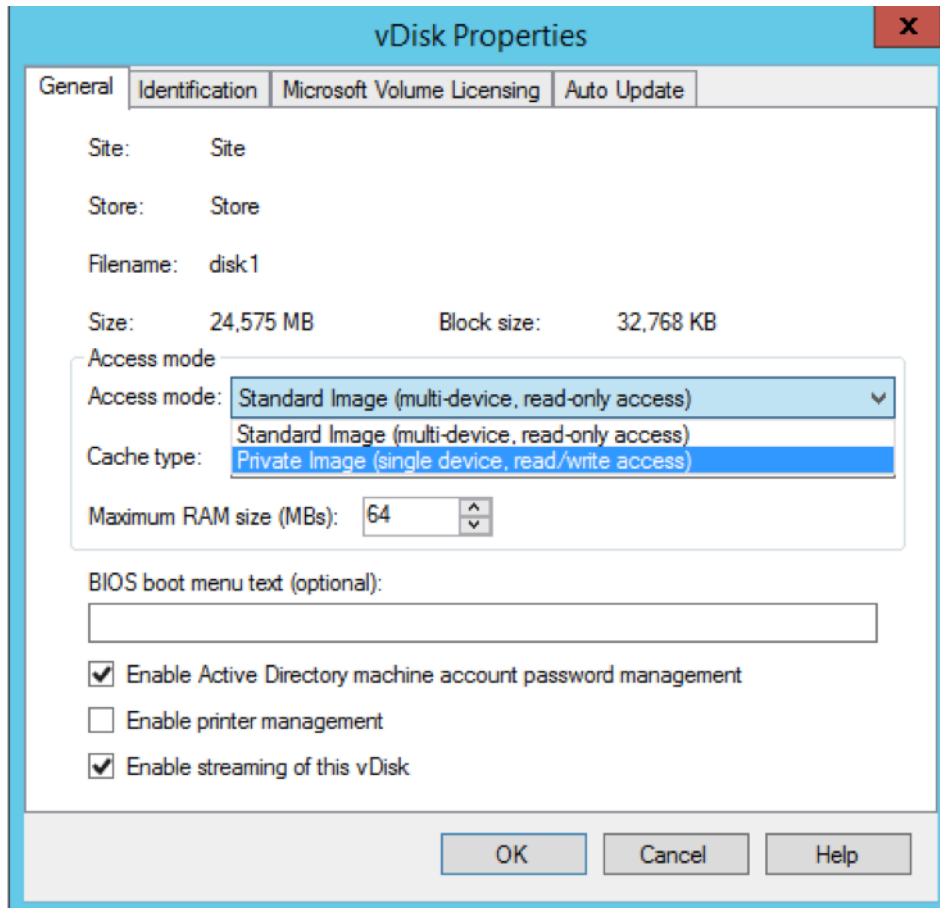 vDisk Properties
x
General Identification Microsoft Volume Licensing Auto Update
Site: Site
Store: Store
Filename: disk1
Size: 24,575 MB Block size: 32,768 KB
Access mode
Access mode: Standard Image (multi-device, read-only access)
Standard Image (multi-device, read-only access)
Cache type: Private Image (single device, read/write access)
Maximum RAM size (MBs): 64
BIOS boot menu text (optional):
Enable Active Directory machine account password management
Enable printer management
Enable streaming of this vDisk
OK Cancel Help